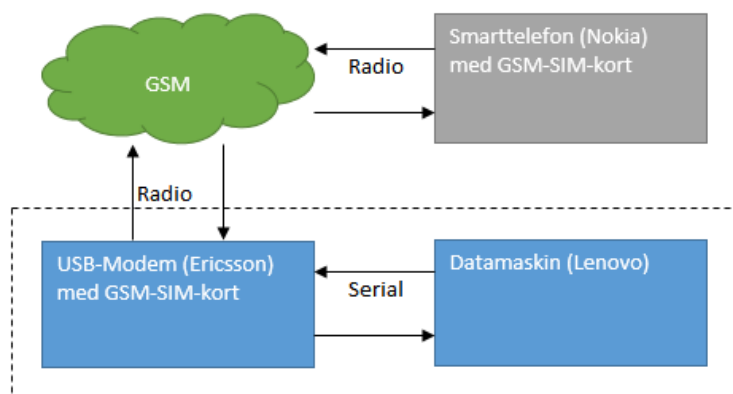 Smarttelefon (Nokia)
med GSM-SIM-kort
Radio
GSM
Radio
USB-Modem (Ericsson)
med GSM-SIM-kort
Datamaskin (Lenovo)
Serial